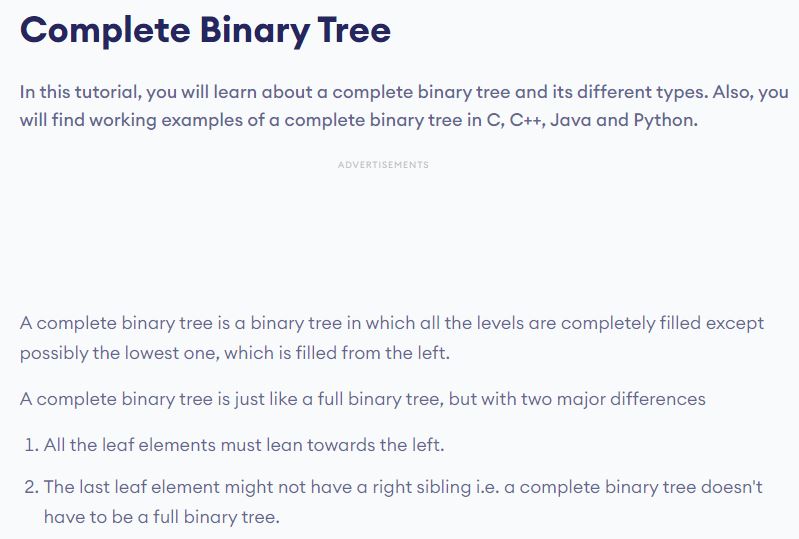 Complete Binary Tree
In this tutorial, you will learn about a complete binary tree and its different types. Also, you
will find working examples of a complete binary tree in C, C++, Java and Python.
ADVERTISEMENTS
A complete binary tree is a binary tree in which all the levels are completely filled except
possibly the lowest one, which is filled from the left.
A complete binary tree is just like a full binary tree, but with two major differences
1. All the leaf elements must lean towards the left.
2. The last leaf element might not have a right sibling i.e. a complete binary tree doesn't
have to be a full binary tree.